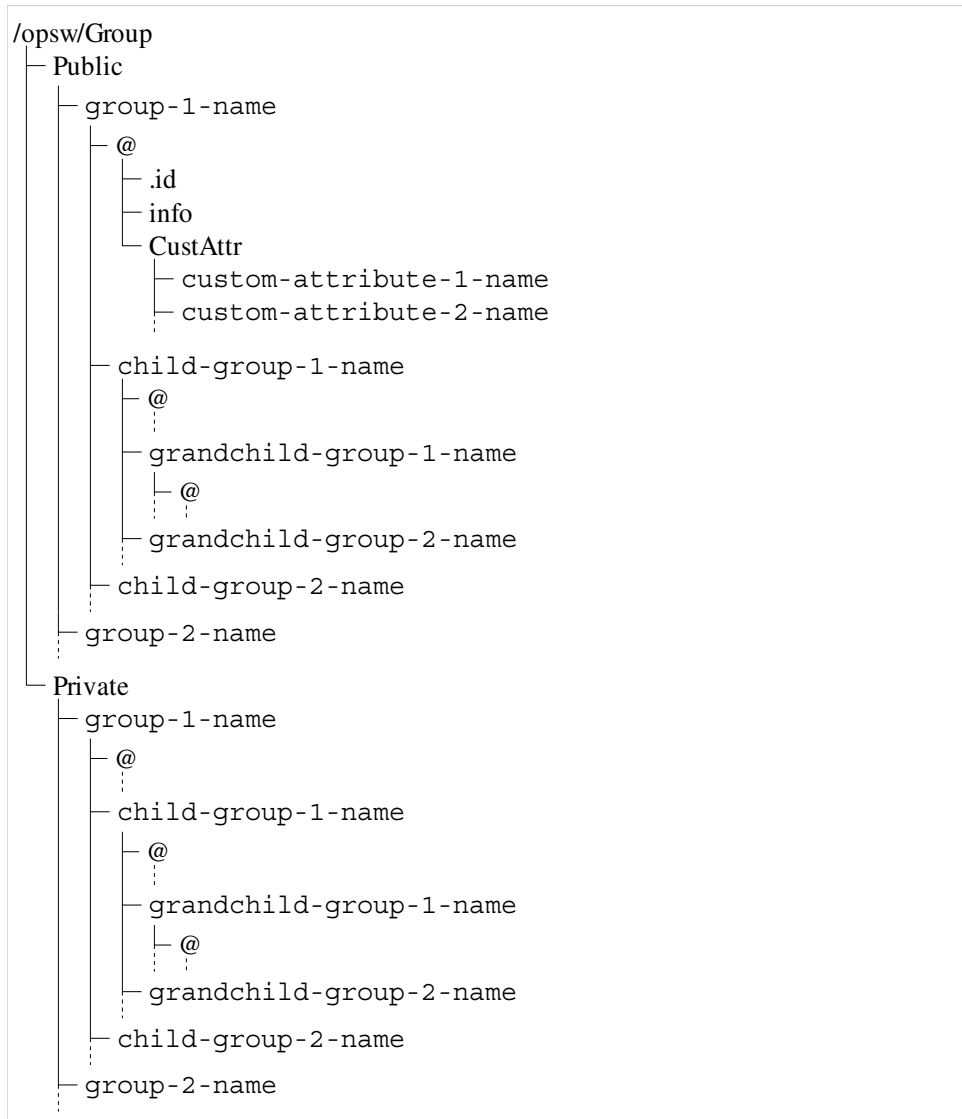 /opsw/Group
Public
group-1-name
@
.id
info
CustAttr
custom-attribute-1-name
custom-attribute-2-name
child-group-1-name
@
grandchild-group-1-name
@
grandchild-group-2-name
child-group-2-name
group-2-name
Private
group-1-name
@
child-group-1-name
@
grandchild-group-1-name
@
grandchild-group-2-name
child-group-2-name
group-2-name